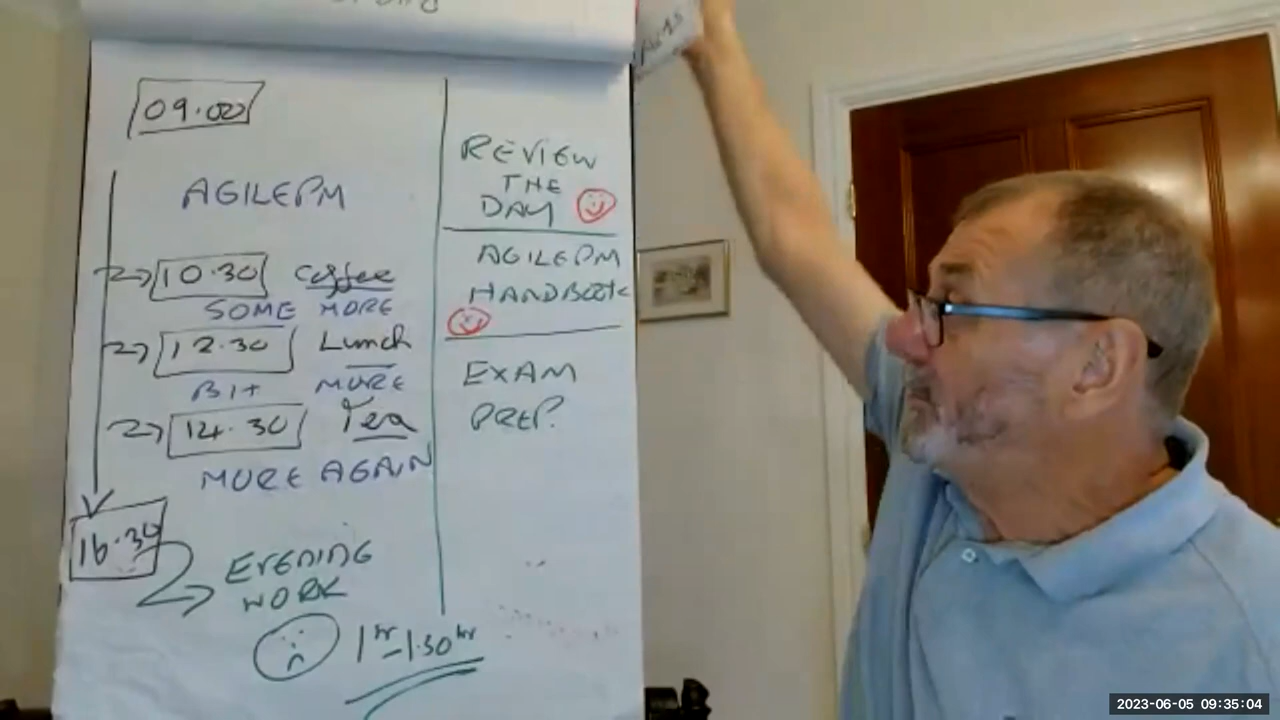 09.00
AGILEPM
10.30 Coffee
SOME MORE
12.30 Lunch
BIT MORE
14.30 Tea
MORE AGAIN
16.30
EVENING
WORK
1hr-1.30hr
REVIEW
THE
DAY
AGILEPM
HANDBOOK
EXAM
PREP.
2023-06-05 09:35:04